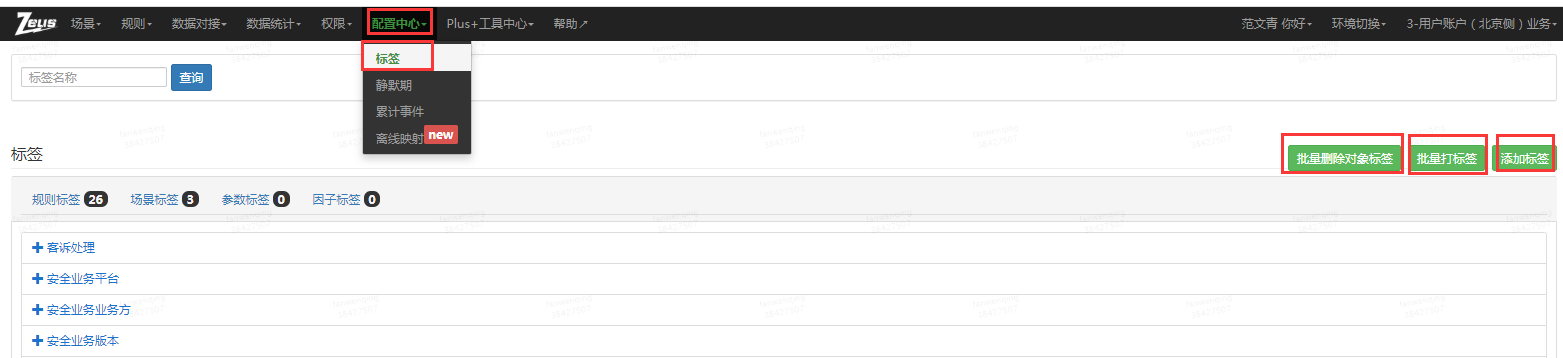 ZEUS 场景 规则 数据对接 数据统计 权限 配置中心 Plus+工具中心 帮助↗ 范文青 你好 环境切换 3-用户账户（北京侧）业务
标签
静默期
累计事件
离线映射 new
标签名称 查询
标签 批量删除对象标签 批量打标签 添加标签
规则标签 26 场景标签 3 参数标签 0 因子标签 0
客诉处理
安全业务平台
安全业务业务方
安全业务版本